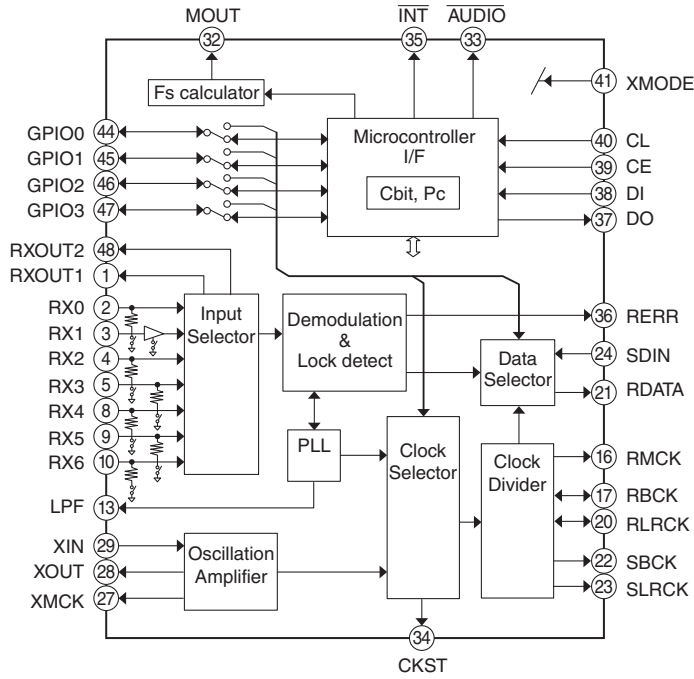 MOUT
INT
AUDIO
32
35
33
Fs calculator
41
XMODE
GPIO0
44
GPIO1
45
GPIO2
46
GPIO3
47
Microcontroller
I/F
Cbit, Pc
40
CL
39
CE
38
DI
37
DO
RXOUT2
48
RXOUT1
1
RX0
2
RX1
3
RX2
4
RX3
5
RX4
8
RX5
9
RX6
10
LPF
13
XIN
29
XOUT
28
XMCK
27
Input
Selector
Demodulation
&
Lock detect
PLL
Oscillation
Amplifier
Clock
Selector
Data
Selector
Clock
Divider
36
RERR
24
SDIN
21
RDATA
16
RMCK
17
RBCK
20
RLRCK
22
SBCK
23
SLRCK
34
CKST